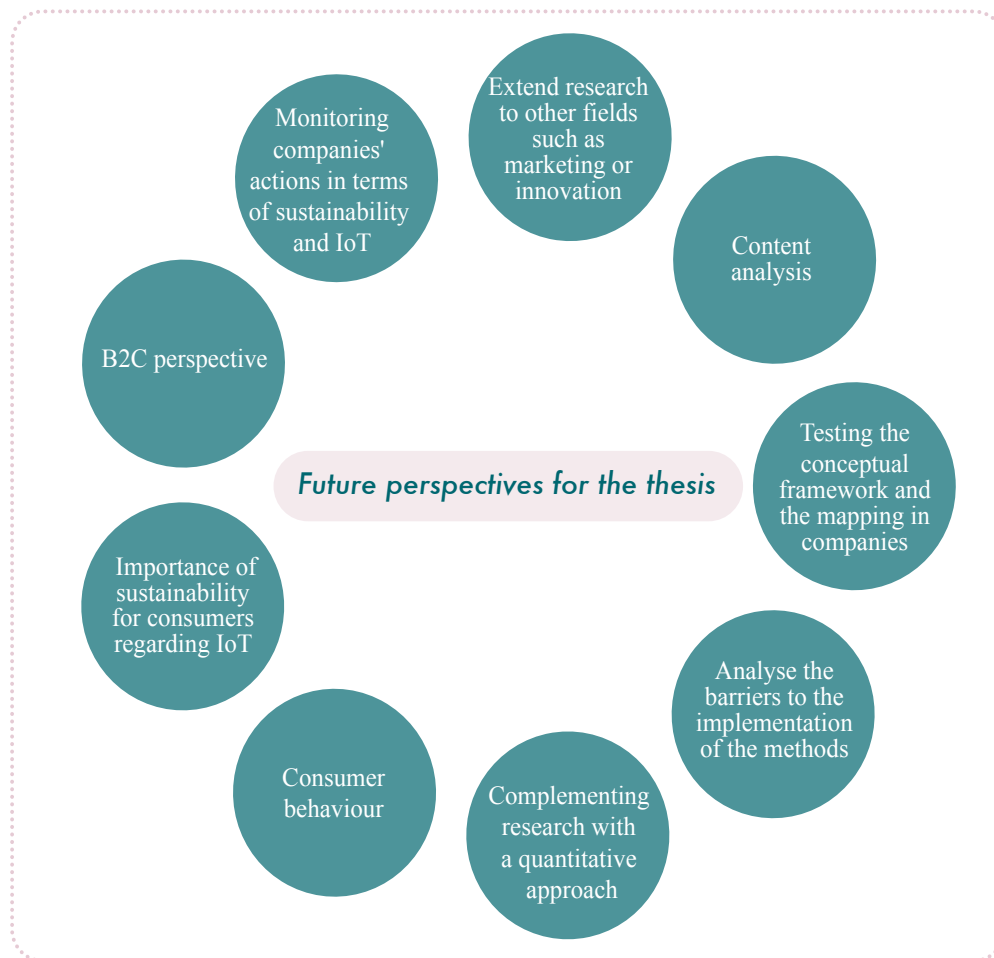 Extend research
to other fields
such as
marketing or
innovation
Monitoring
companies'
actions in terms
of sustainability
and IoT
Content
analysis
B2C perspective
Testing the
conceptual
framework and
the mapping in
companies
Future perspectives for the thesis
Importance of
sustainability
for consumers
regarding IoT
Analyse the
barriers to the
implementation
of the methods
Consumer
behaviour
Complementing
research with
a quantitative
approach